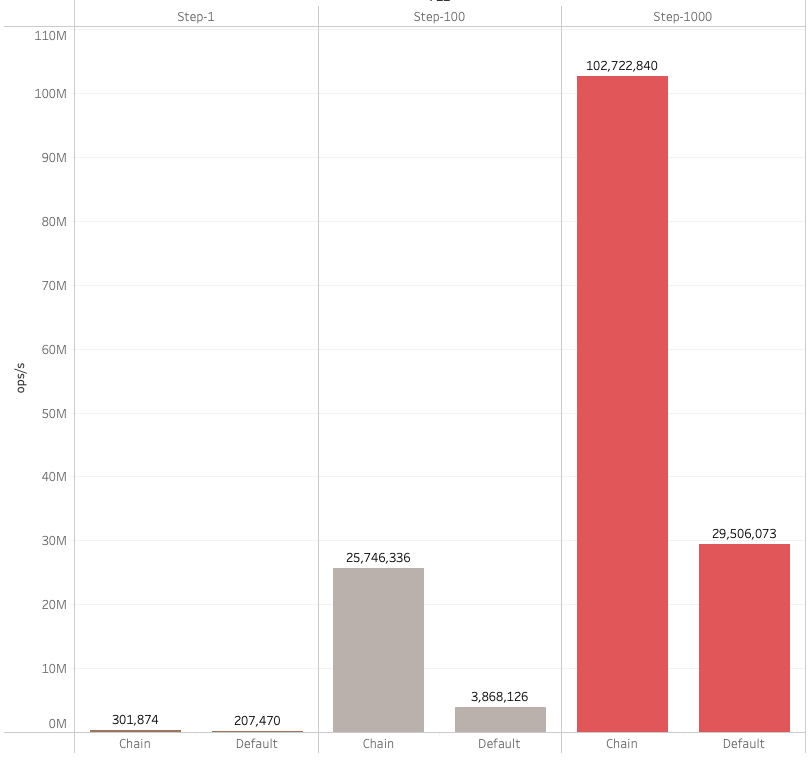 Step-1 Step-100 Step-1000
110M
100M
90M
80M
70M
60M
50M
40M
30M
20M
10M
0M
ops/s
301,874
207,470
25,746,336
3,868,126
102,722,840
29,506,073
Chain Default Chain Default Chain Default